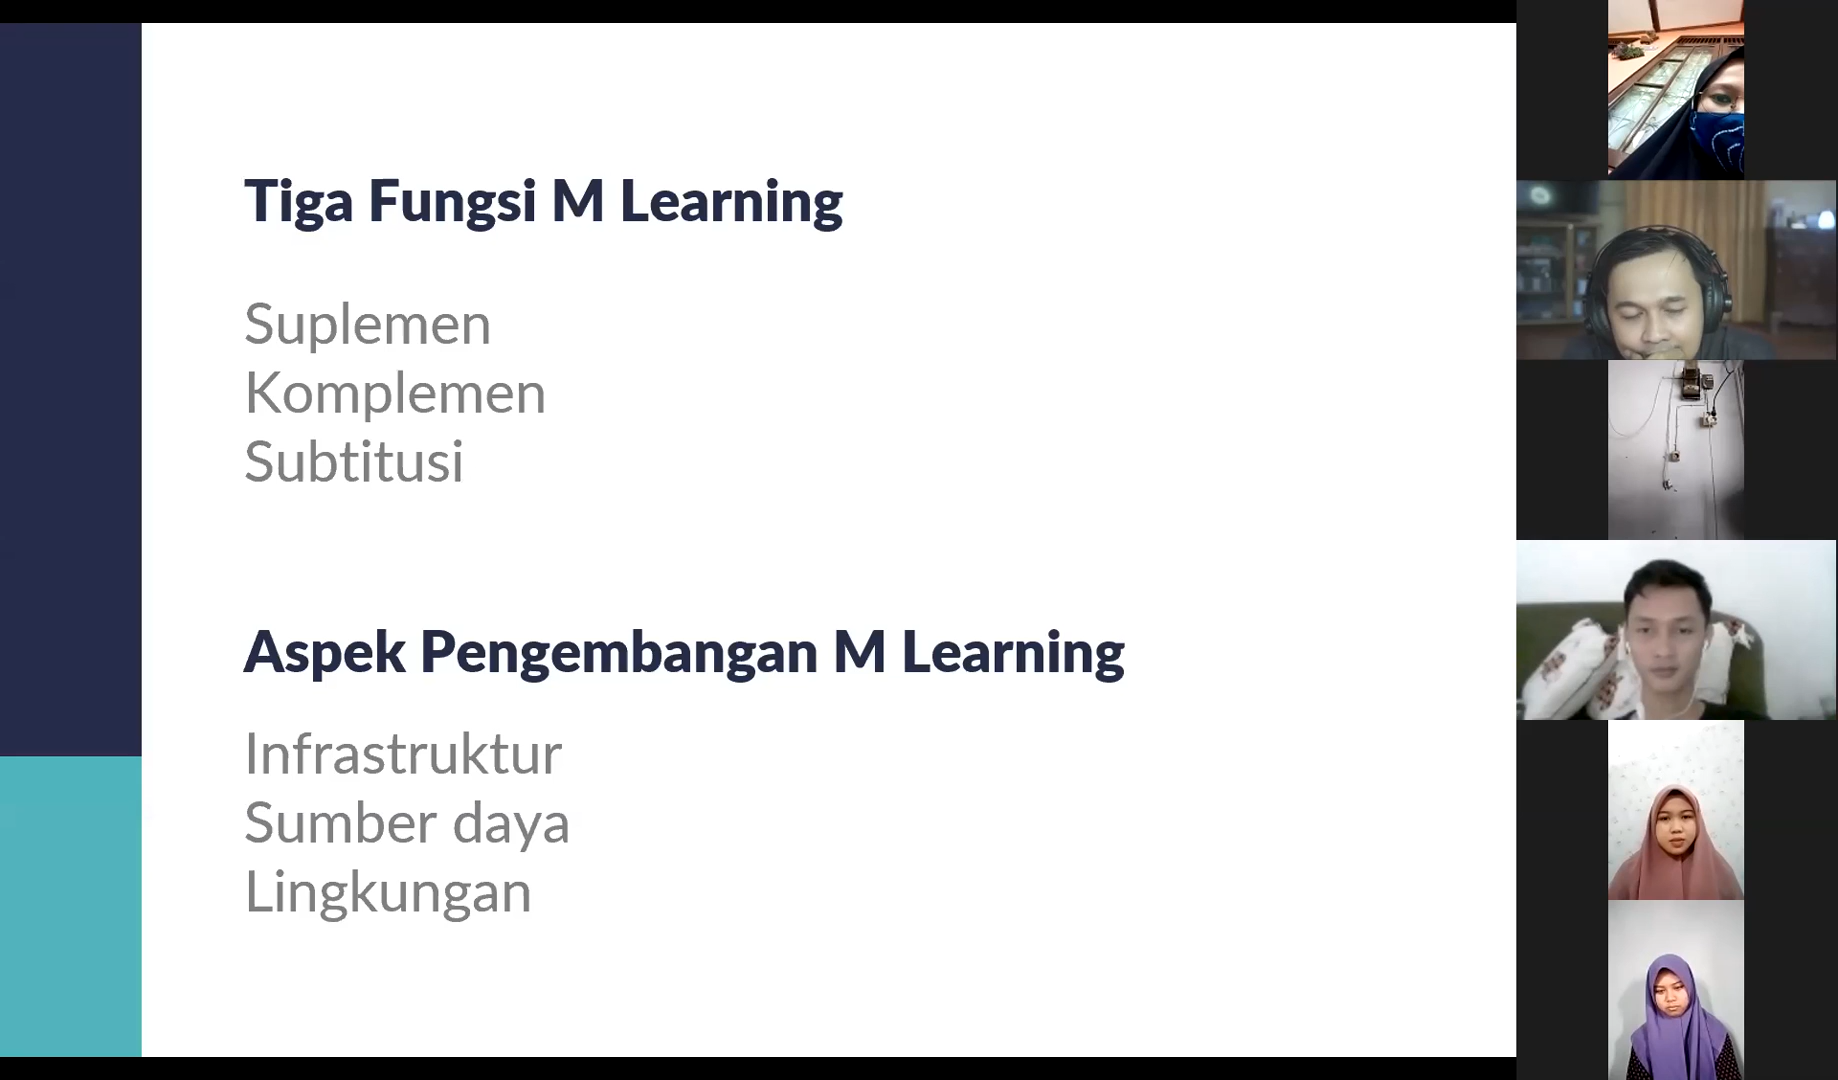 Tiga Fungsi M Learning
Suplemen
Komplemen
Subtitusi
Aspek Pengembangan M Learning
Infrastruktur
Sumber daya
Lingkungan